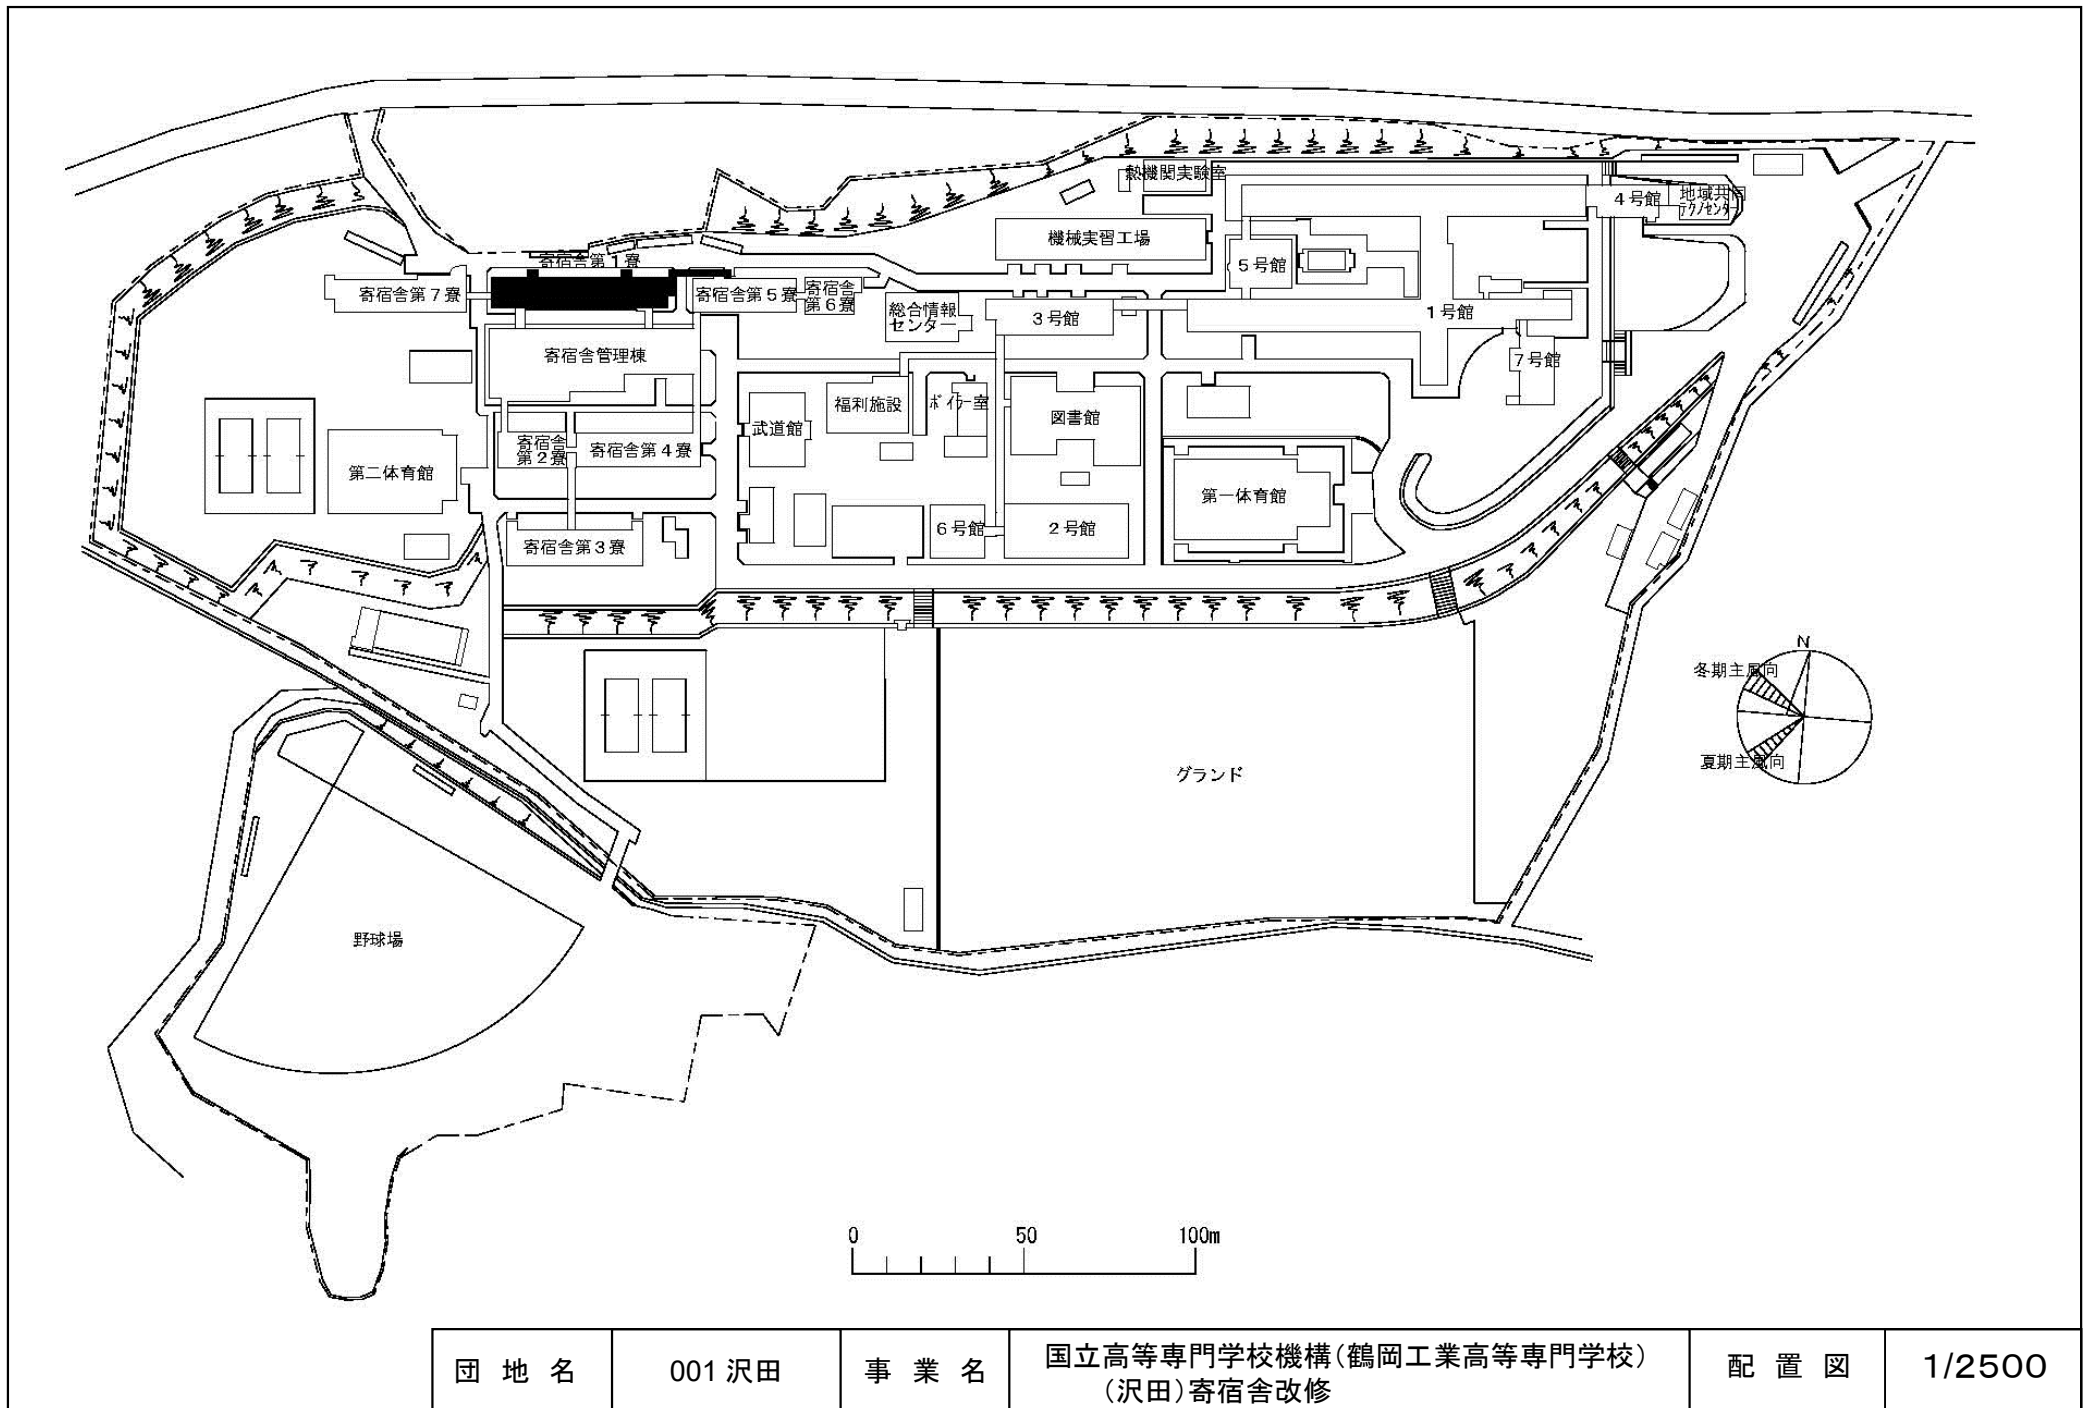 熱機関実験室
4号館
地域共同
テクノセンター
機械実習工場
5号館
寄宿舎第1寮
寄宿舎第7寮
寄宿舎第5寮
寄宿舎
第6寮
総合情報
センター
3号館
1号館
寄宿舎管理棟
7号館
福利施設
ボイラー室
図書館
武道館
寄宿舎
第2寮
寄宿舎第4寮
第二体育館
第一体育館
6号館
2号館
寄宿舎第3寮
N
冬期主風向
夏期主風向
グランド
野球場
0 50 100m
団地名
001 沢田
事業名
国立高等専門学校機構(鶴岡工業高等専門学校)
(沢田)寄宿舎改修
配置図
1/2500